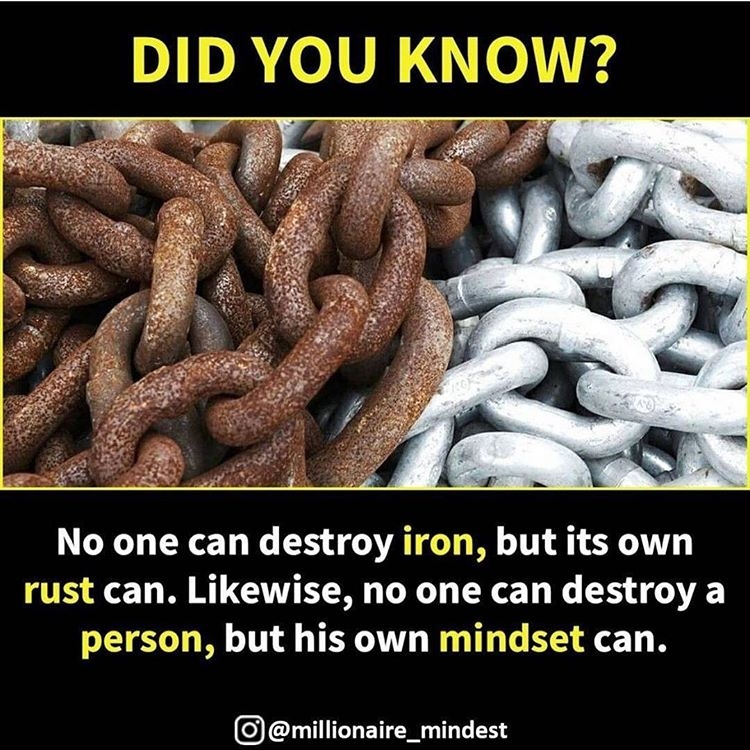 DID YOU KNOW?
No one can destroy iron, but its own
rust can. Likewise, no one can destroy a
person, but his own mindset can.
@millionaire_mindest